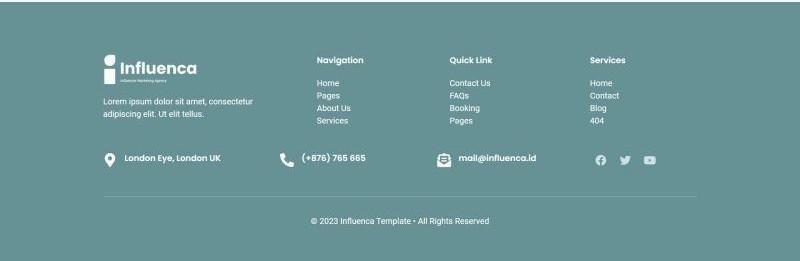 Influenca
Influencer Marketing Agency
Lorem ipsum dolor sit amet, consectetur
adipiscing elit. Ut elit tellus.
Navigation
Home
Pages
About Us
Services
Quick Link
Contact Us
FAQs
Booking
Pages
Services
Home
Contact
Blog
404
London Eye, London UK
(+876) 765 665
mail@influenca.id
© 2023 Influenca Template • All Rights Reserved